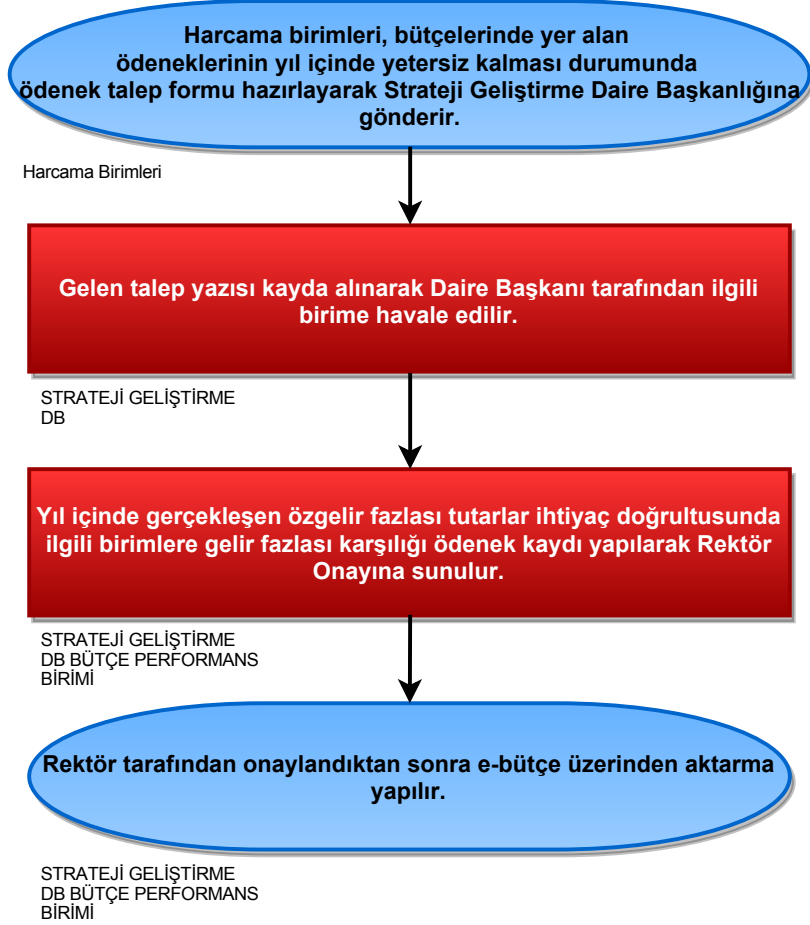 Harcama birimleri, bütçelerinde yer alan
ödeneklerinin yıl içinde yetersiz kalması durumunda
ödenek talep formu hazırlayarak Strateji Geliştirme Daire Başkanlığına
gönderir.
Harcama Birimleri
Gelen talep yazısı kayda alınarak Daire Başkanı tarafından ilgili
birime havale edilir.
STRATEJİ GELİŞTİRME
DB
Yıl içinde gerçekleşen özgelir fazlası tutarlar ihtiyaç doğrultusunda
ilgili birimlere gelir fazlası karşılığı ödenek kaydı yapılarak Rektör
Onayına sunulur.
STRATEJİ GELİŞTİRME
DB BÜTÇE PERFORMANS
BİRİMİ
Rektör tarafından onaylandıktan sonra e-bütçe üzerinden aktarma
yapılır.
STRATEJİ GELİŞTİRME
DB BÜTÇE PERFORMANS
BİRİMİ